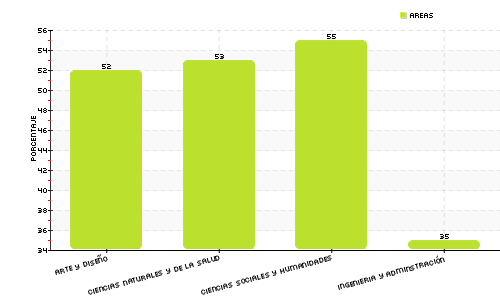 AREAS
PORCENTAJE
56
54
52
50
48
46
44
42
40
38
36
34
52
53
55
35
ARTE Y DISEÑO
CIENCIAS NATURALES Y DE LA SALUD
CIENCIAS SOCIALES Y HUMANIDADES
INGENIERIA Y ADMINSTRACIÓN